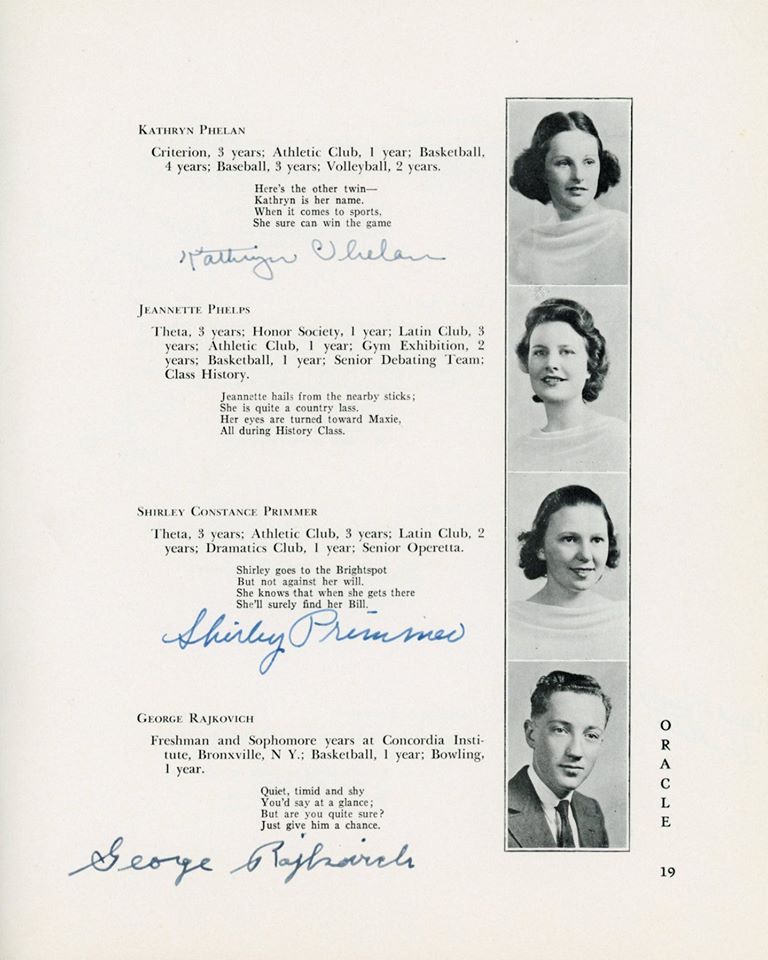 KATHRYN PHELAN
Criterion, 3 years; Athletic Club, 1 year; Basketball,
4 years; Baseball, 3 years; Volleyball, 2 years.
Here's the other twin—
Kathryn is her name.
When it comes to sports,
She sure can win the game
Kathryn Phelan
JEANNETTE PHELPS
Theta, 3 years; Honor Society, 1 year; Latin Club, 3
years; Athletic Club, 1 year; Gym Exhibition, 2
years; Basketball, 1 year; Senior Debating Team;
Class History.
Jeannette hails from the nearby sticks;
She is quite a country lass.
Her eyes are turned toward Maxie,
All during History Class.
SHIRLEY CONSTANCE PRIMMER
Theta, 3 years; Athletic Club, 3 years; Latin Club, 2
years; Dramatics Club, 1 year; Senior Operetta.
Shirley goes to the Brightspot
But not against her will.
She knows that when she gets there
She'll surely find her Bill.
Shirley Primmer
GEORGE RAJKOVICH
Freshman and Sophomore years at Concordia Insti-
tute, Bronxville, N Y.; Basketball, 1 year; Bowling,
1 year.
Quiet, timid and shy
You'd say at a glance;
But are you quite sure?
Just give him a chance.
George Rajkovich
ORACLE
19